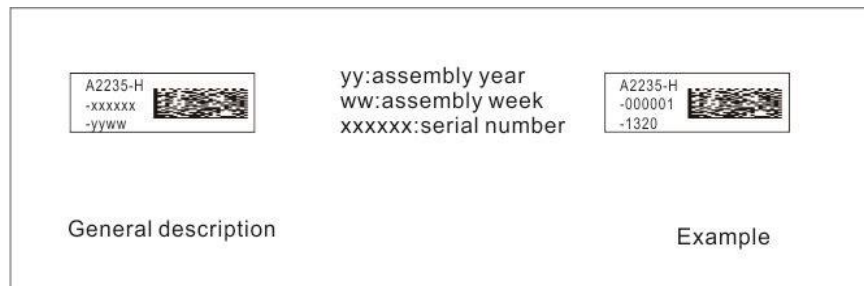 A2235-H
-xxxxxx
-yyww
yy:assembly year
ww:assembly week
xxxxxx:serial number
A2235-H
-000001
-1320
General description
Example